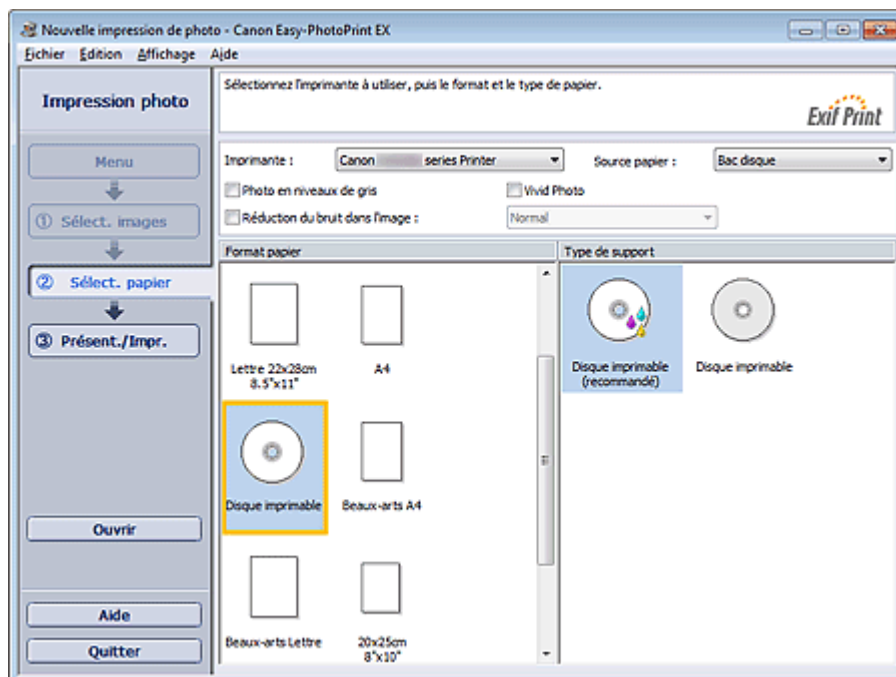 Nouvelle impression de photo - Canon Easy-PhotoPrint EX
Fichier Édition Affichage Aide
Impression photo
Sélectionnez l'imprimante à utiliser, puis le format et le type de papier.
Exif Print
Menu
① Sélect. images
② Sélect. papier
③ Présent./Impr.
Ouvrir
Aide
Quitter
Imprimante : Canon series Printer Source papier : Bac disque
Photo en niveaux de gris Vivid Photo
Réduction du bruit dans l'image : Normal
Format papier
Lettre 22x28cm
8.5"x11"
A4
Disque imprimable
Beaux-arts A4
Beaux-arts Lettre
20x25cm
8"x10"
Type de support
Disque imprimable
(recommandé)
Disque imprimable